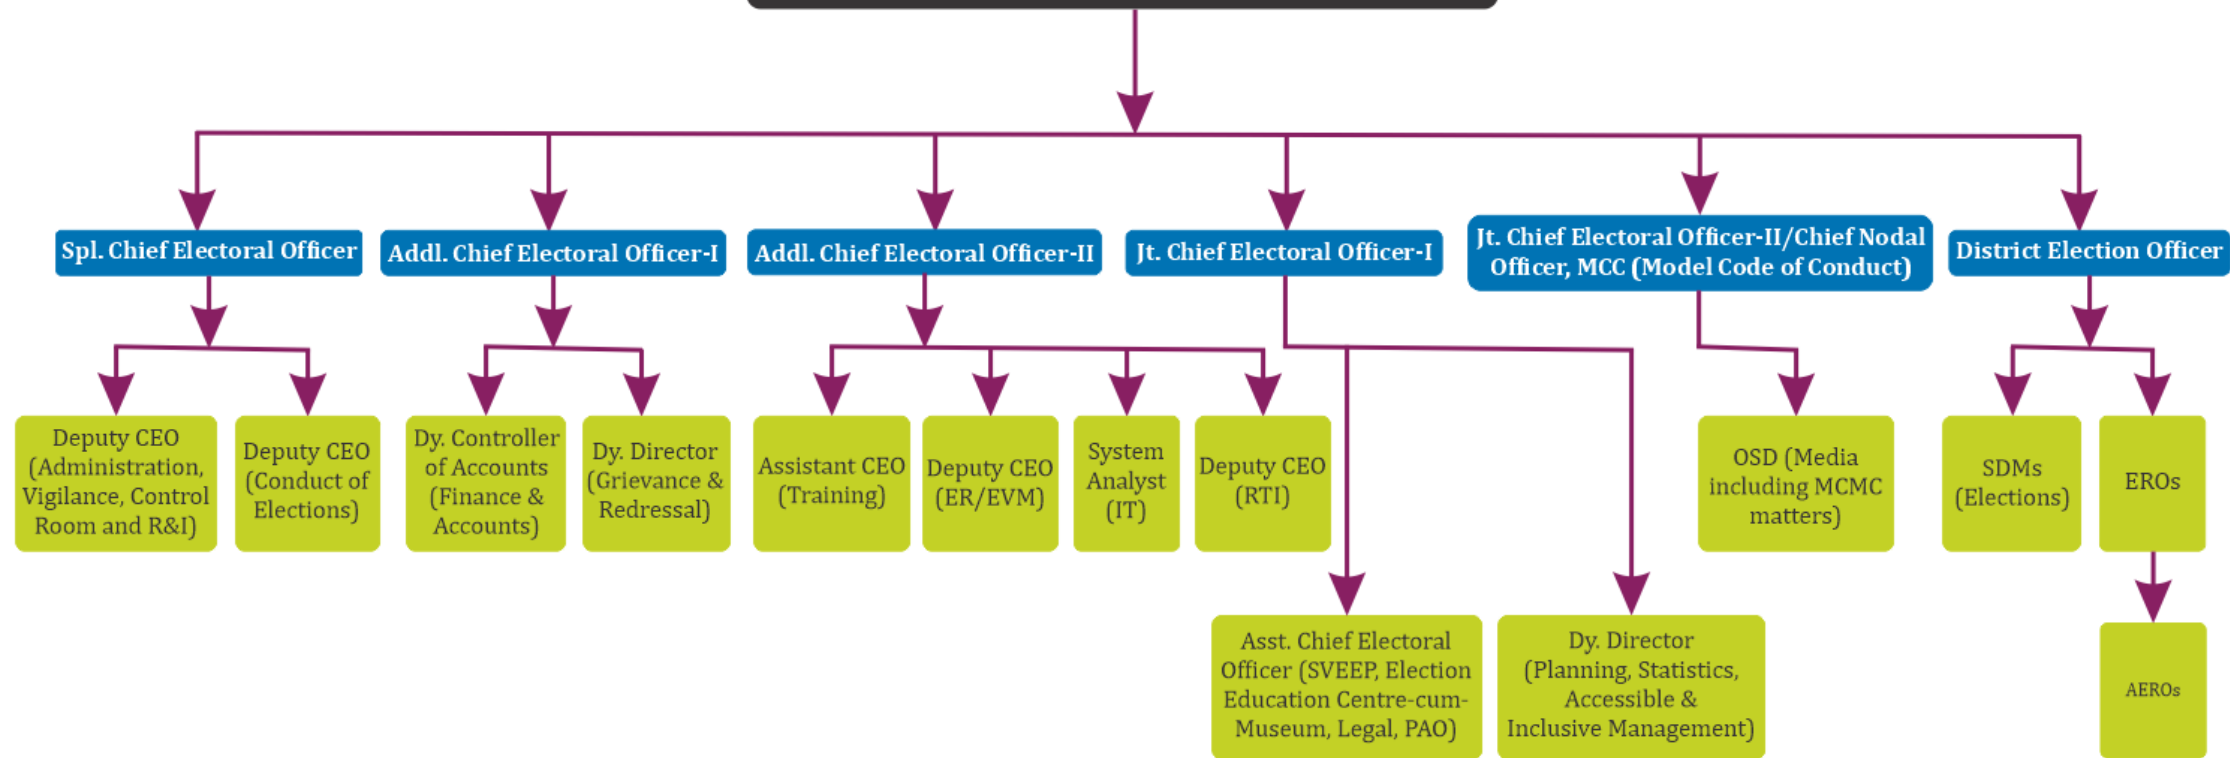 Spl. Chief Electoral Officer
Addl. Chief Electoral Officer-I
Addl. Chief Electoral Officer-II
Jt. Chief Electoral Officer-I
Jt. Chief Electoral Officer-II/Chief Nodal
Officer, MCC (Model Code of Conduct)
District Election Officer
Deputy CEO
(Administration,
Vigilance, Control
Room and R&I)
Deputy CEO
(Conduct of
Elections)
Dy. Controller
of Accounts
(Finance &
Accounts)
Dy. Director
(Grievance &
Redressal)
Assistant CEO
(Training)
Deputy CEO
(ER/EVM)
System
Analyst
(IT)
Deputy CEO
(RTI)
OSD (Media
including MCMC
matters)
SDMs
(Elections)
EROs
Asst. Chief Electoral
Officer (SVEEP, Election
Education Centre-cum-
Museum, Legal, PAO)
Dy. Director
(Planning, Statistics,
Accessible &
Inclusive Management)
AEROs